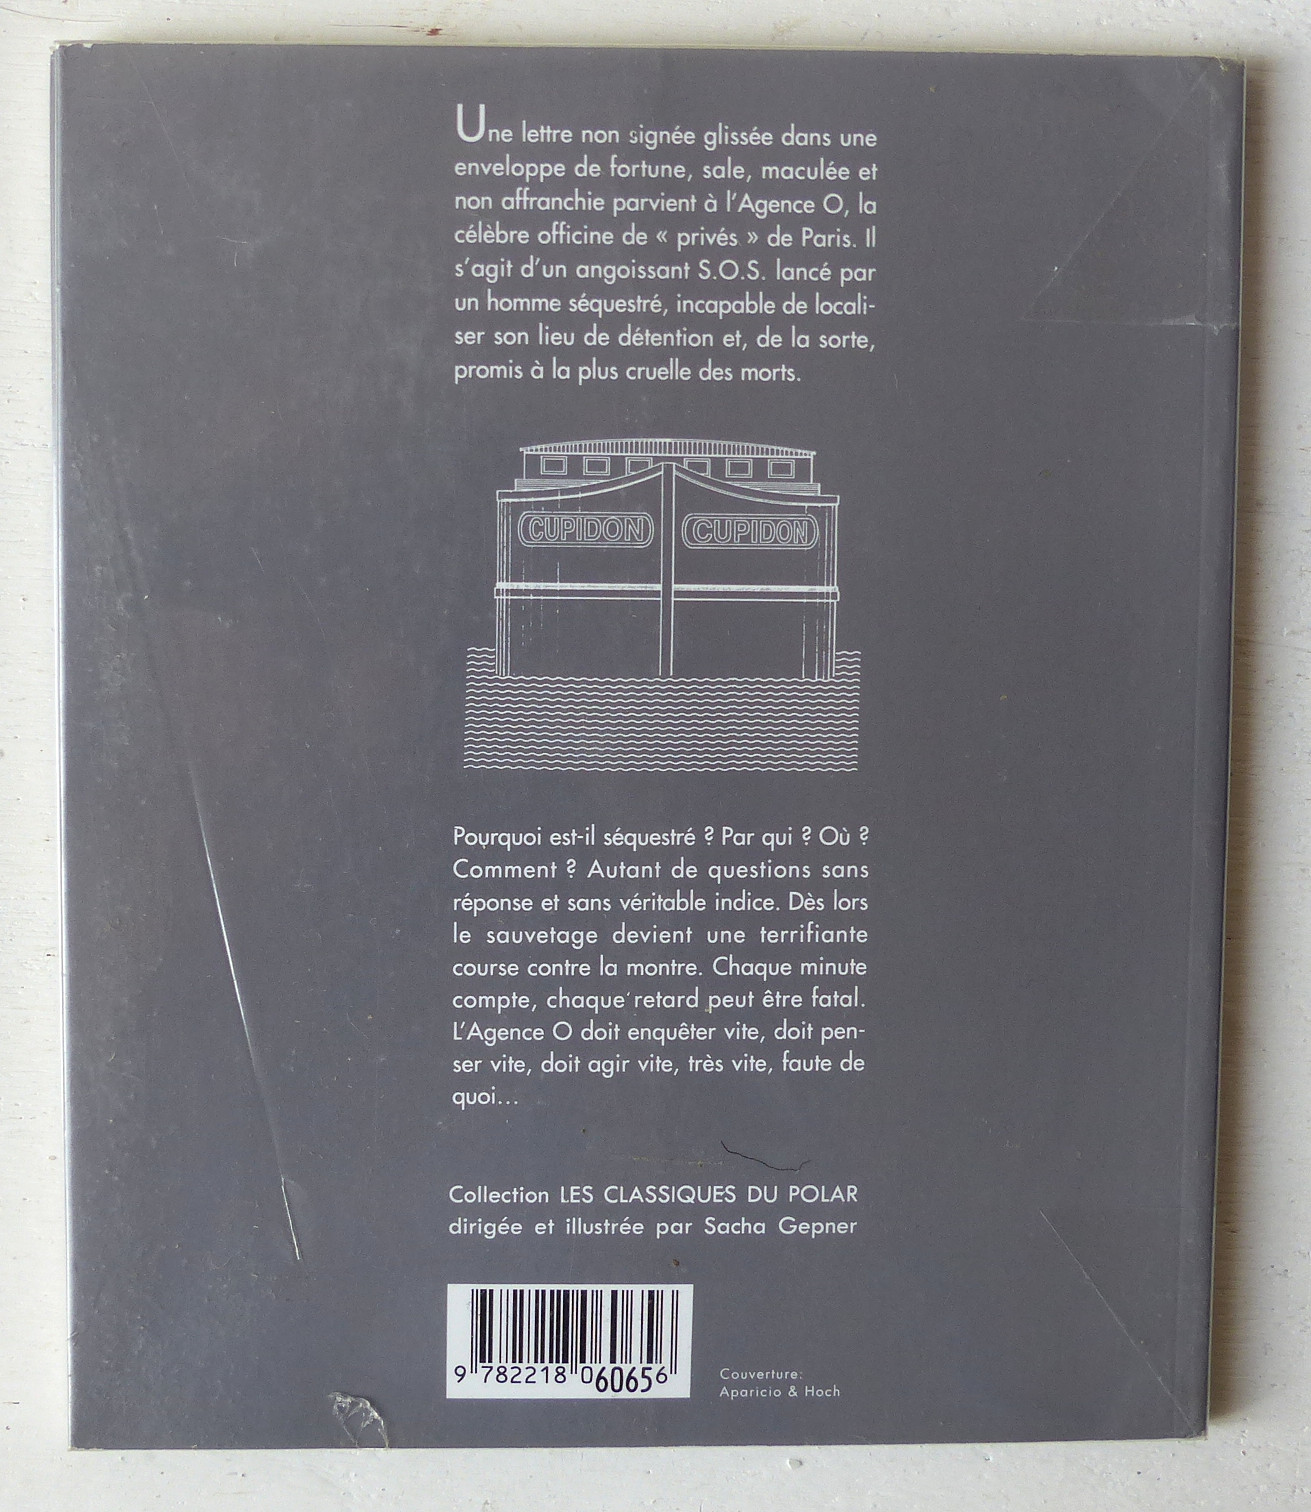 Une lettre non signée glissée dans une
enveloppe de fortune, sale, maculée et
non affranchie parvient à l'Agence O, la
célèbre officine de « privés » de Paris. Il
s'agit d'un angoissant S.O.S. lancé par
un homme séquestré, incapable de locali-
ser son lieu de détention et, de la sorte,
promis à la plus cruelle des morts.
CUPIDON CUPIDON
Pourquoi est-il séquestré ? Par qui ? Où ?
Comment ? Autant de questions sans
réponse et sans véritable indice. Dès lors
le sauvetage devient une terrifiante
course contre la montre. Chaque minute
compte, chaque retard peut être fatal.
L'Agence O doit enquêter vite, doit pen-
ser vite, doit agir vite, très vite, faute de
quoi...
Collection LES CLASSIQUES DU POLAR
dirigée et illustrée par Sacha Gepner
9 782218 060656
Couverture:
Aparicio & Hoch